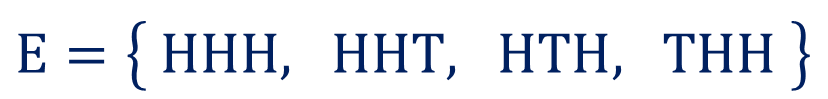 E = { HHH, HHT, HTH, THH }